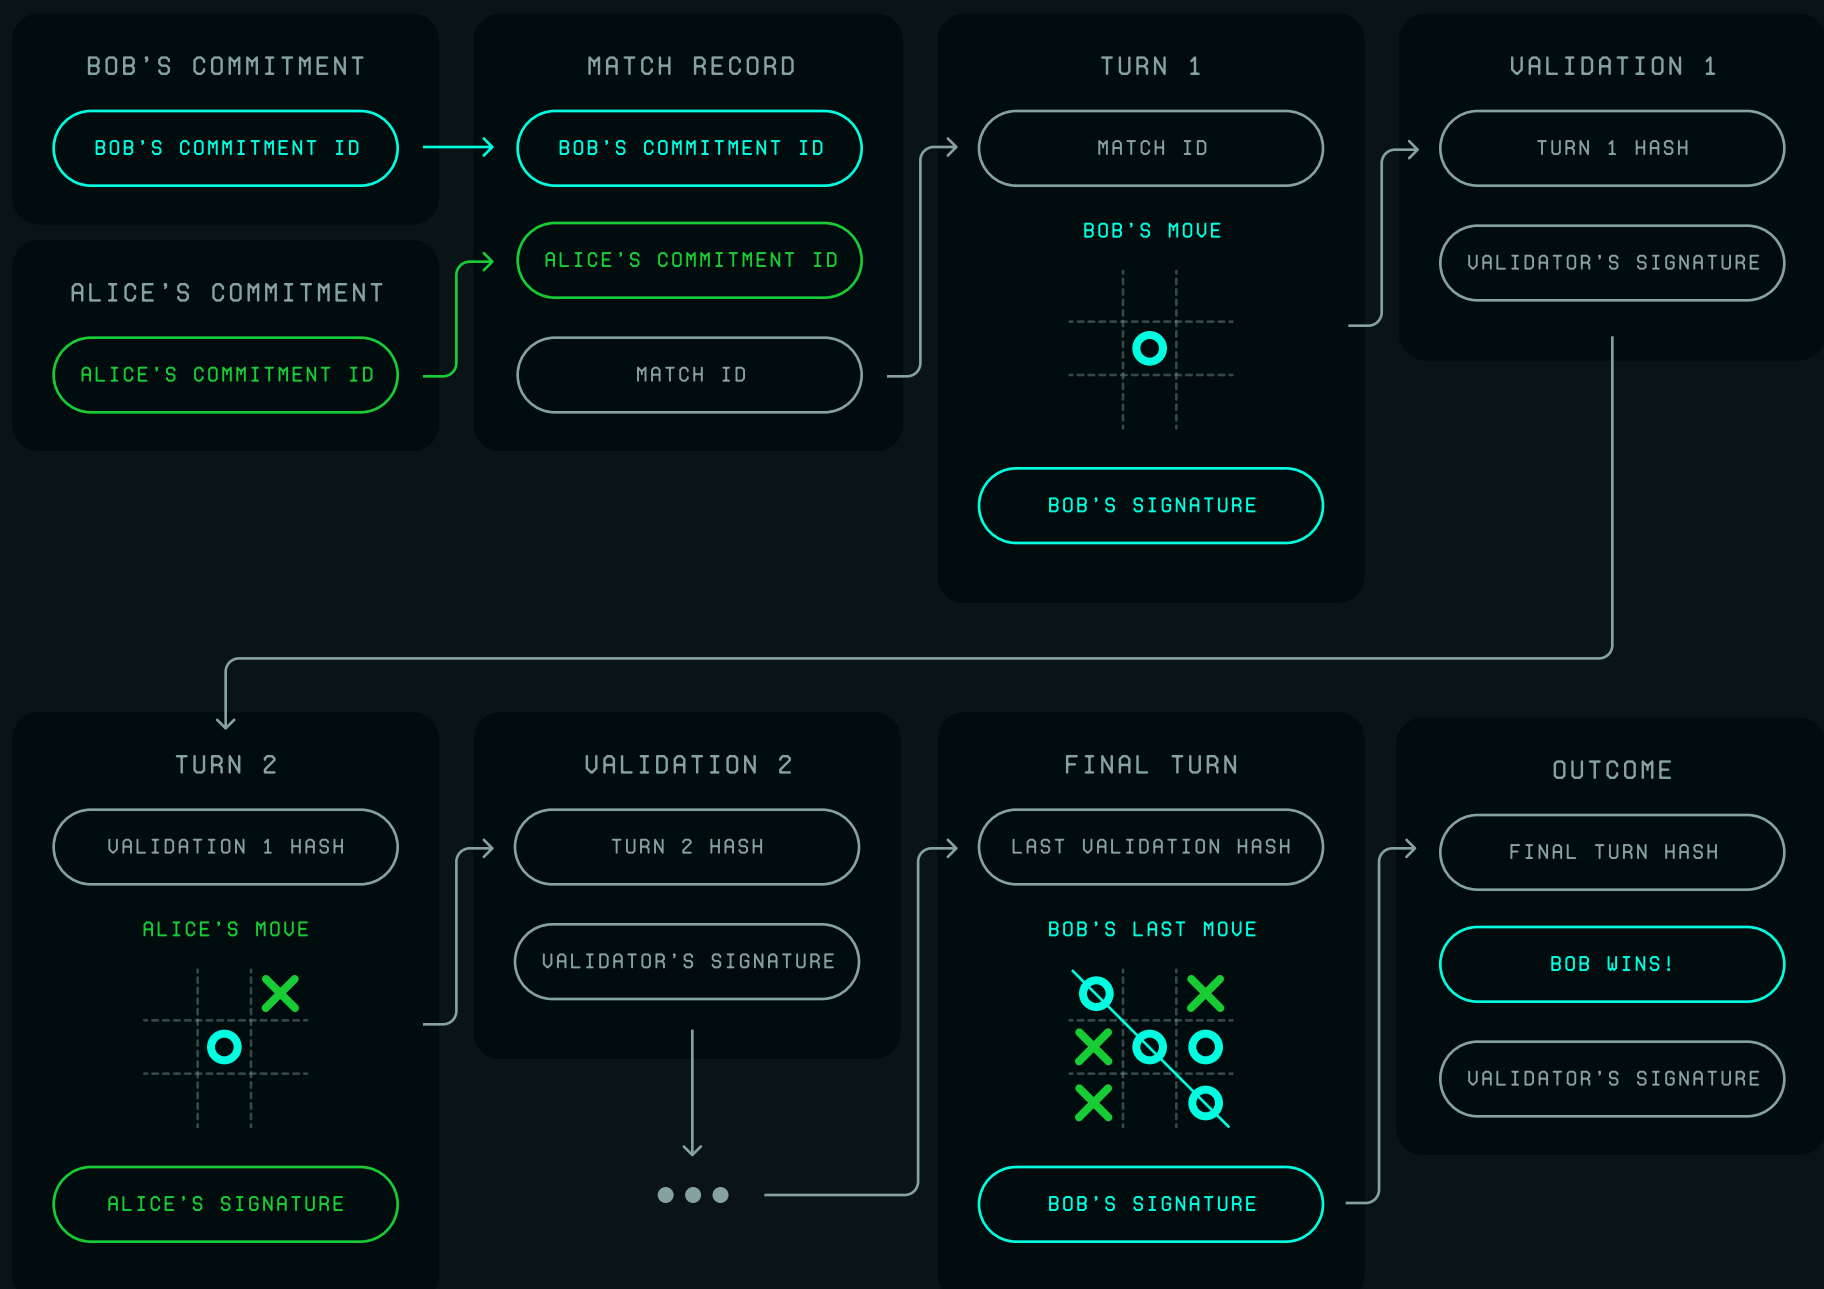 BOB'S COMMITMENT
BOB'S COMMITMENT ID
ALICE'S COMMITMENT
ALICE'S COMMITMENT ID
MATCH RECORD
BOB'S COMMITMENT ID
ALICE'S COMMITMENT ID
MATCH ID
TURN 1
MATCH ID
BOB'S MOVE
BOB'S SIGNATURE
VALIDATION 1
TURN 1 HASH
VALIDATOR'S SIGNATURE
TURN 2
VALIDATION 1 HASH
ALICE'S MOVE
ALICE'S SIGNATURE
VALIDATION 2
TURN 2 HASH
VALIDATOR'S SIGNATURE
FINAL TURN
LAST VALIDATION HASH
BOB'S LAST MOVE
BOB'S SIGNATURE
OUTCOME
FINAL TURN HASH
BOB WINS!
VALIDATOR'S SIGNATURE